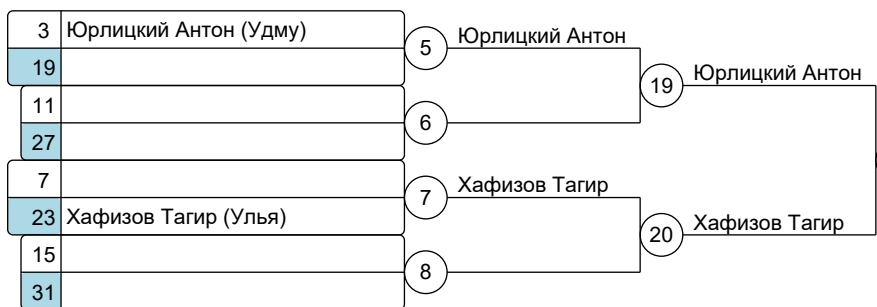 3 Юрлицкий Антон (Удму)
5 Юрлицкий Антон
19
19 Юрлицкий Антон
11
6
27
7
7 Хафизов Тагир
23 Хафизов Тагир (Улья)
20 Хафизов Тагир
15
8
31